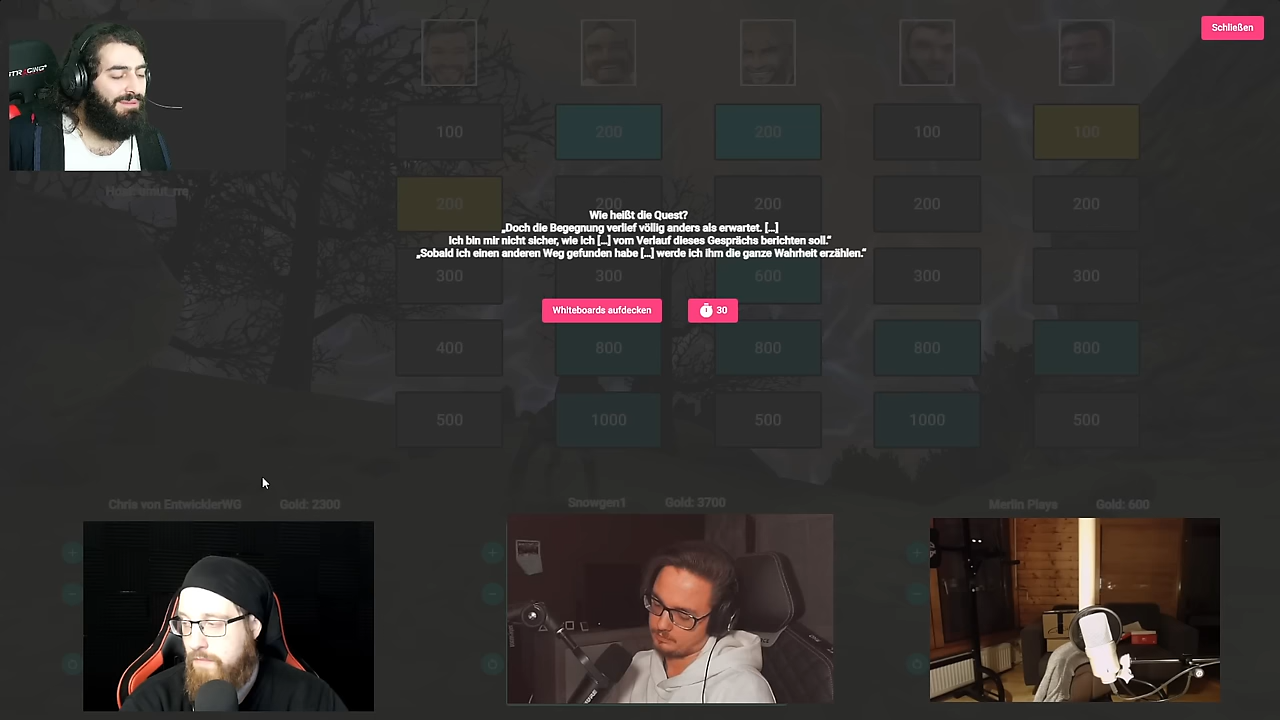 Schließen
100
200
200
100
100
200
200
200
200
200
Wie heißt die Quest?
„Doch die Begegnung verlief völlig anders als erwartet. [...]
Ich bin mir nicht sicher, wie ich [...] vom Verlauf dieses Gesprächs berichten soll.“
„Sobald ich einen anderen Weg gefunden habe [...] werde ich ihm die ganze Wahrheit erzählen.“
300
300
600
300
300
Whiteboards aufdecken
30
400
800
800
800
800
500
1000
500
1000
500
Chris von EntwicklerWG Gold: 2300
Snowgen1 Gold: 3700
Merlin Plays Gold: 600